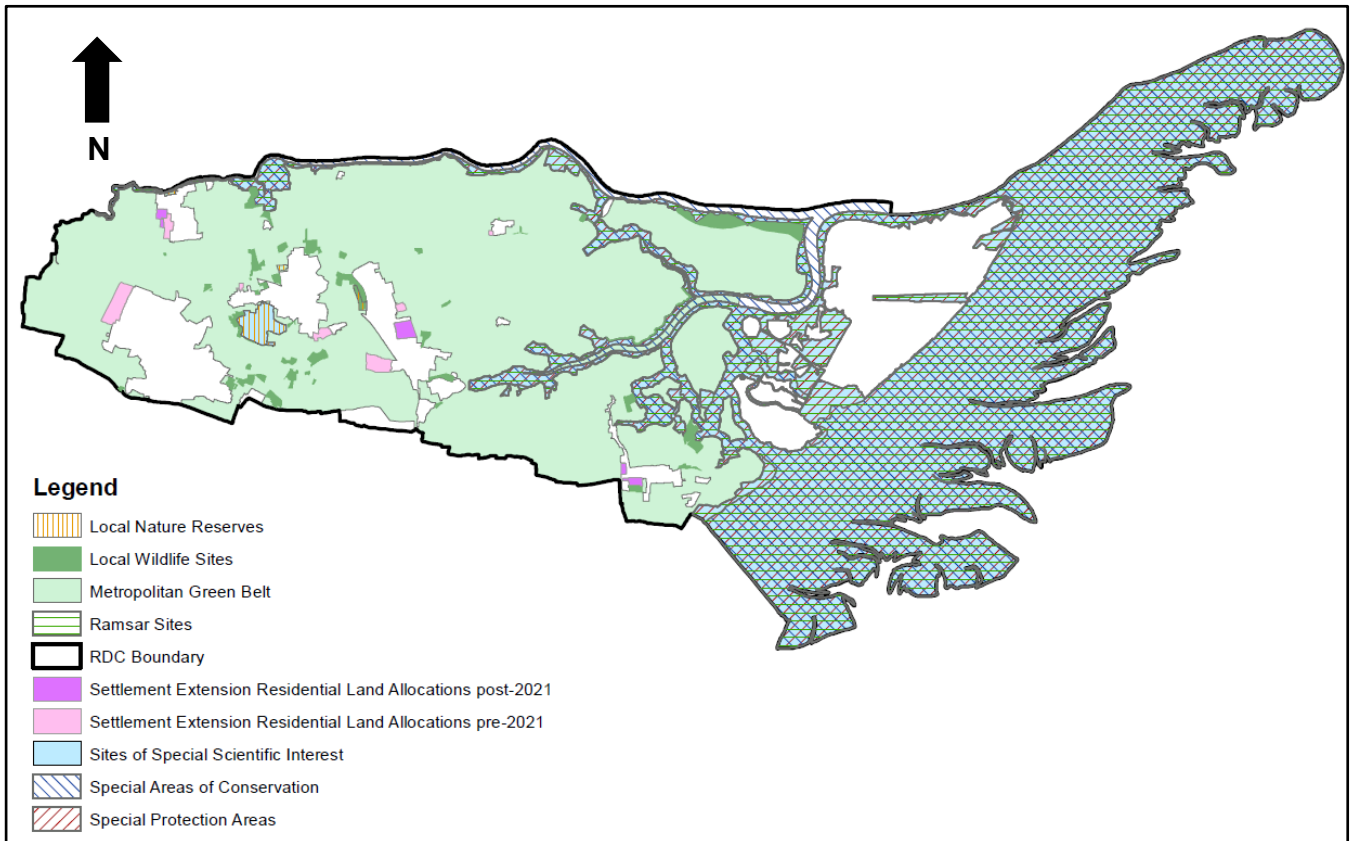 N
Legend
Local Nature Reserves
Local Wildlife Sites
Metropolitan Green Belt
Ramsar Sites
RDC Boundary
Settlement Extension Residential Land Allocations post-2021
Settlement Extension Residential Land Allocations pre-2021
Sites of Special Scientific Interest
Special Areas of Conservation
Special Protection Areas